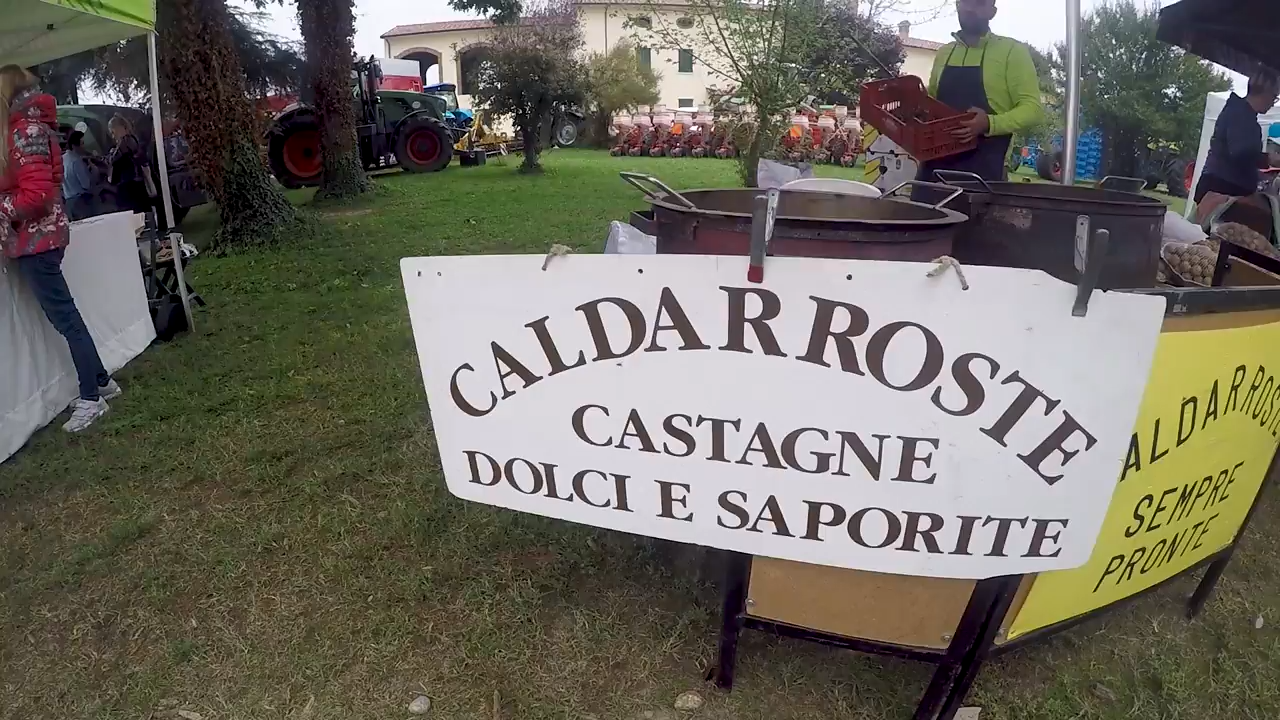 CALDARROSTE
CASTAGNE
DOLCI E SAPORITE
ALDARROSTE
SEMPRE
PRONTE